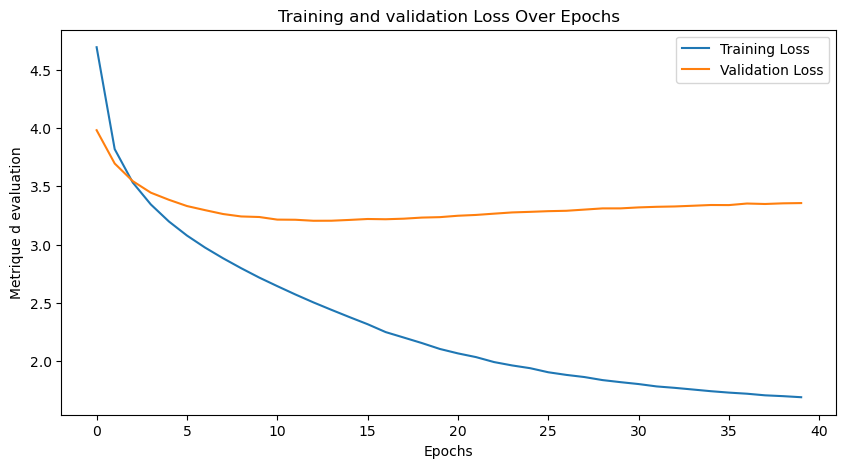 Training and validation Loss Over Epochs
Training Loss
Validation Loss
Metrique d evaluation
4.5
4.0
3.5
3.0
2.5
2.0
0 5 10 15 20 25 30 35 40
Epochs